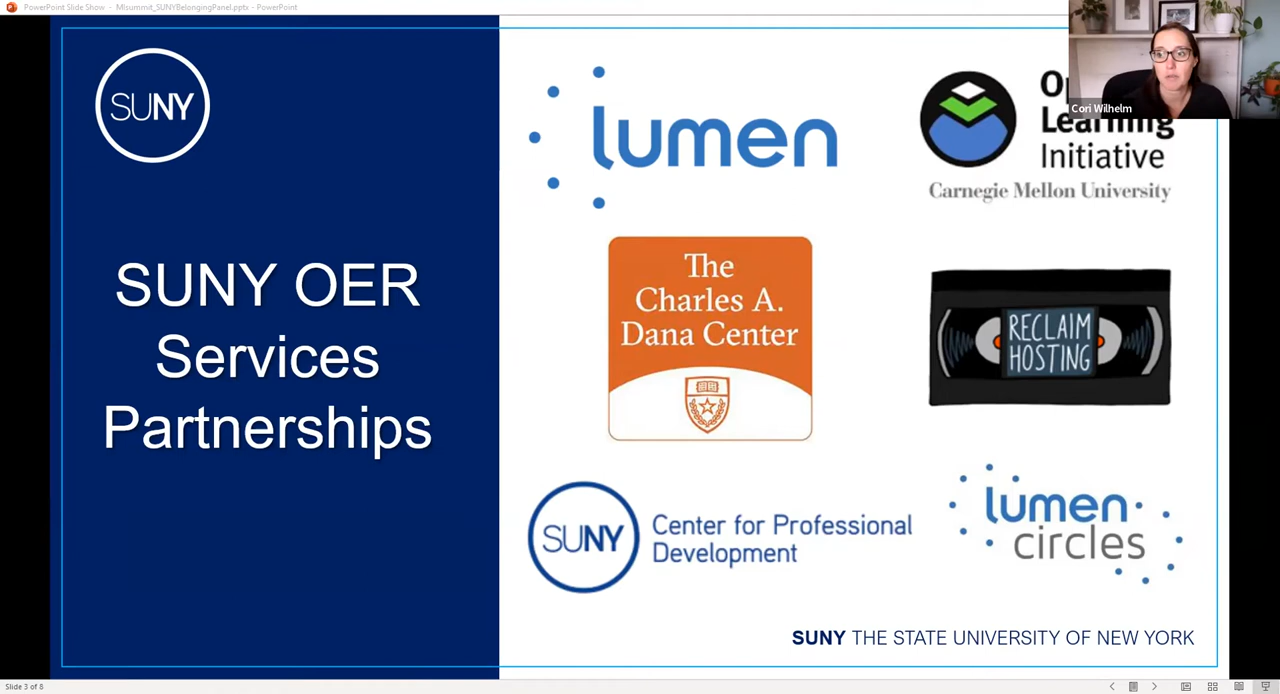 PowerPoint Slide Show - MIsummit_SUNYBelongingPanel.pptx - PowerPoint
SUNY
SUNY OER
Services
Partnerships
lumen
Learning
Initiative
Carnegie Mellon University
Cori Wilhelm
The
Charles A.
Dana Center
RECLAIM
HOSTING
SUNY
Center for Professional
Development
lumen
circles
SUNY THE STATE UNIVERSITY OF NEW YORK
Slide 3 of 8